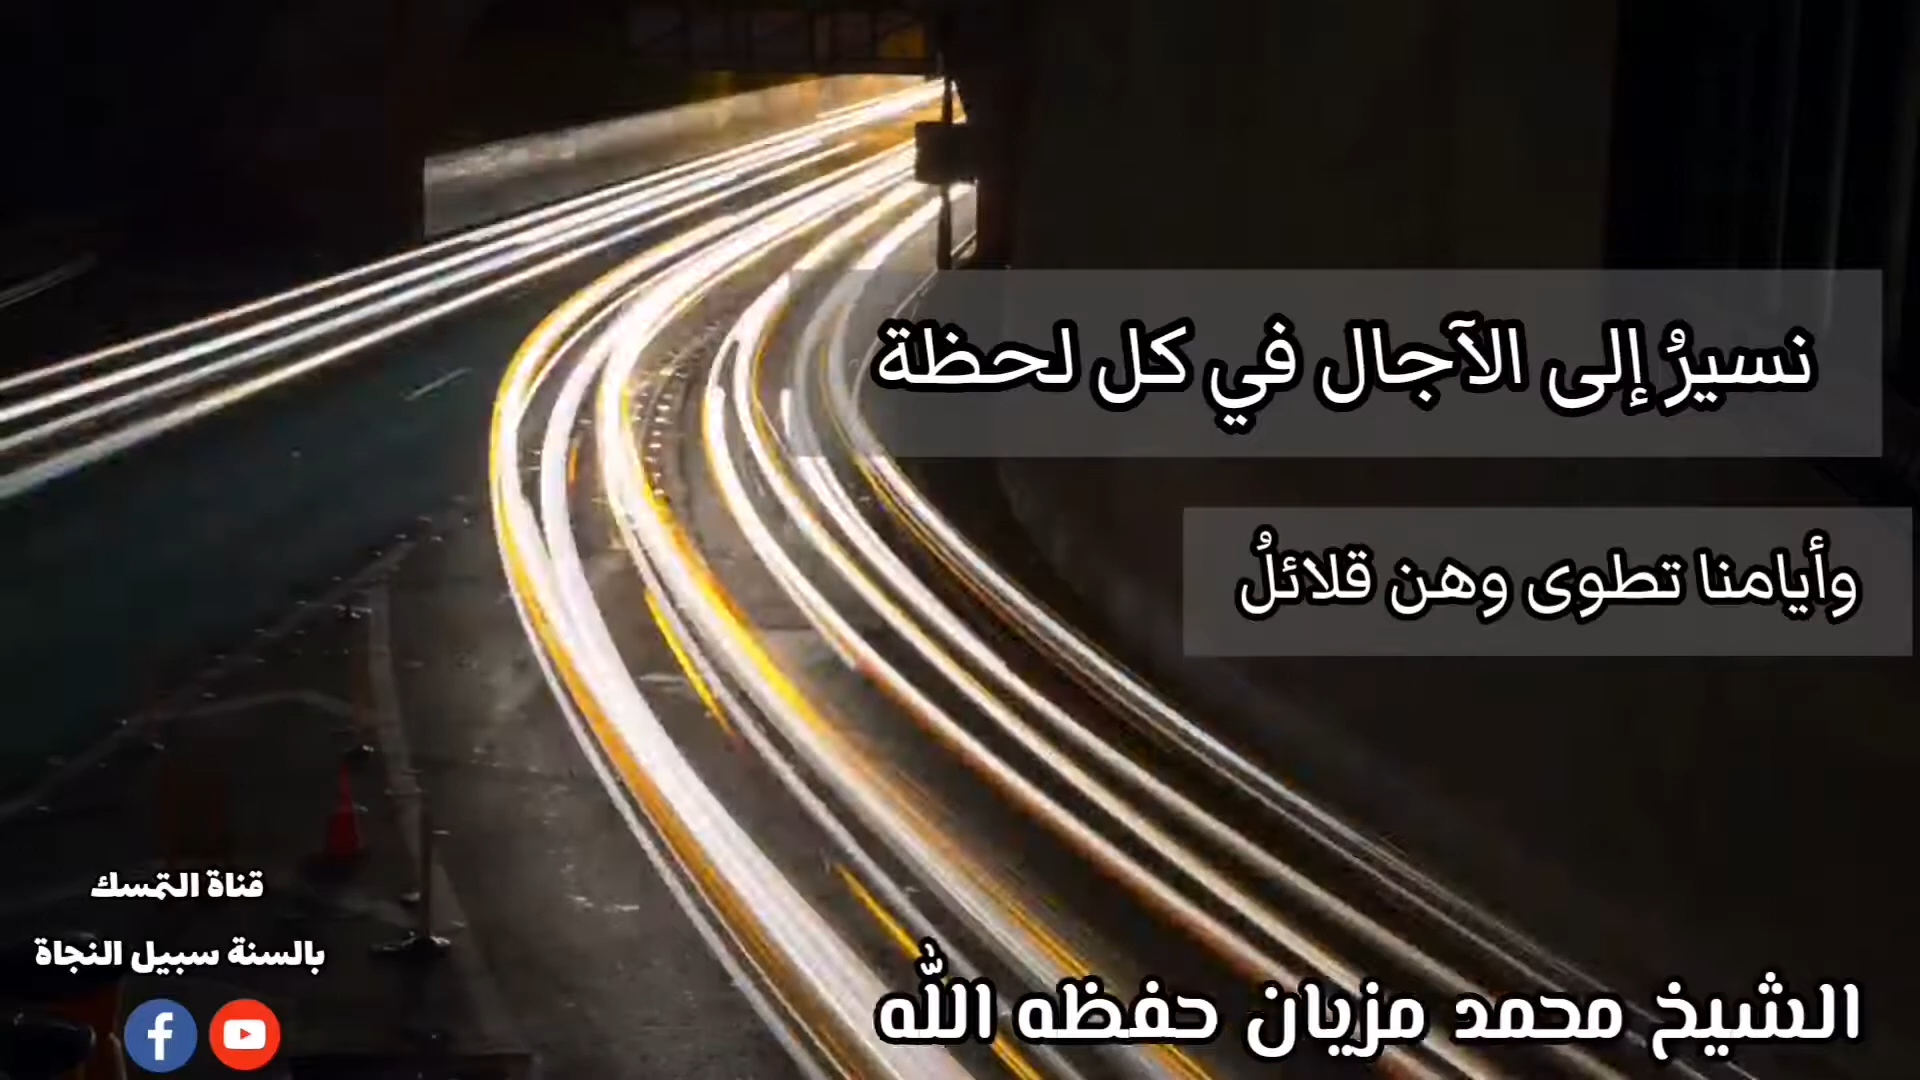 نسيرُ إلى الآجال في كل لحظة
وأيامنا تطوى وهن قلائلُ
قناة التمسك
بالسنة سبيل النجاة
الشيخ محمد مزيان حفظه الله